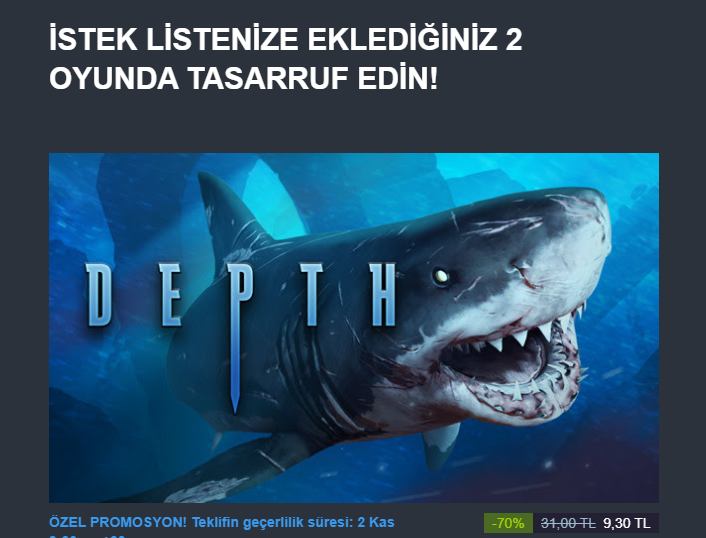 İSTEK LİSTENİZE EKLEDİĞİNİZ 2
OYUNDA TASARRUF EDİN!
DEPTH
ÖZEL PROMOSYON! Teklifin geçerlilik süresi: 2 Kas
-70% 31,00 TL 9,30 TL